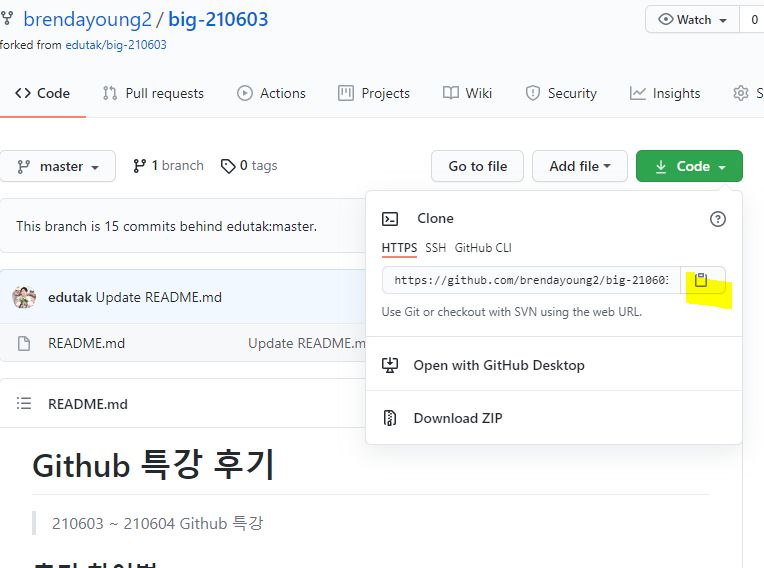 brendayoung2 / big-210603
Watch
0
forked from edutak/big-210603
Code
Pull requests
Actions
Projects
Wiki
Security
Insights
S
master
1 branch
0 tags
Go to file
Add file
Code
This branch is 15 commits behind edutak:master.
Clone
HTTPS SSH GitHub CLI
https://github.com/brendayoung2/big-210603
Use Git or checkout with SVN using the web URL.
Open with GitHub Desktop
Download ZIP
edutak Update README.md
README.md
Update README.m
README.md
Github 특강 후기
210603 ~ 210604 Github 특강